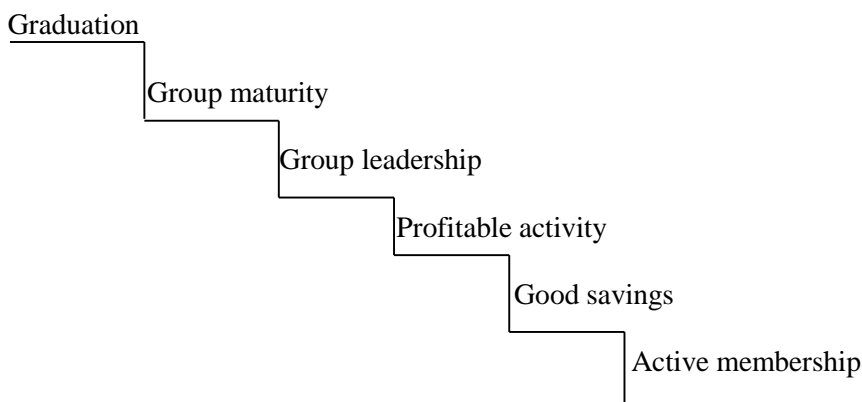 Graduation
Group maturity
Group leadership
Profitable activity
Good savings
Active membership